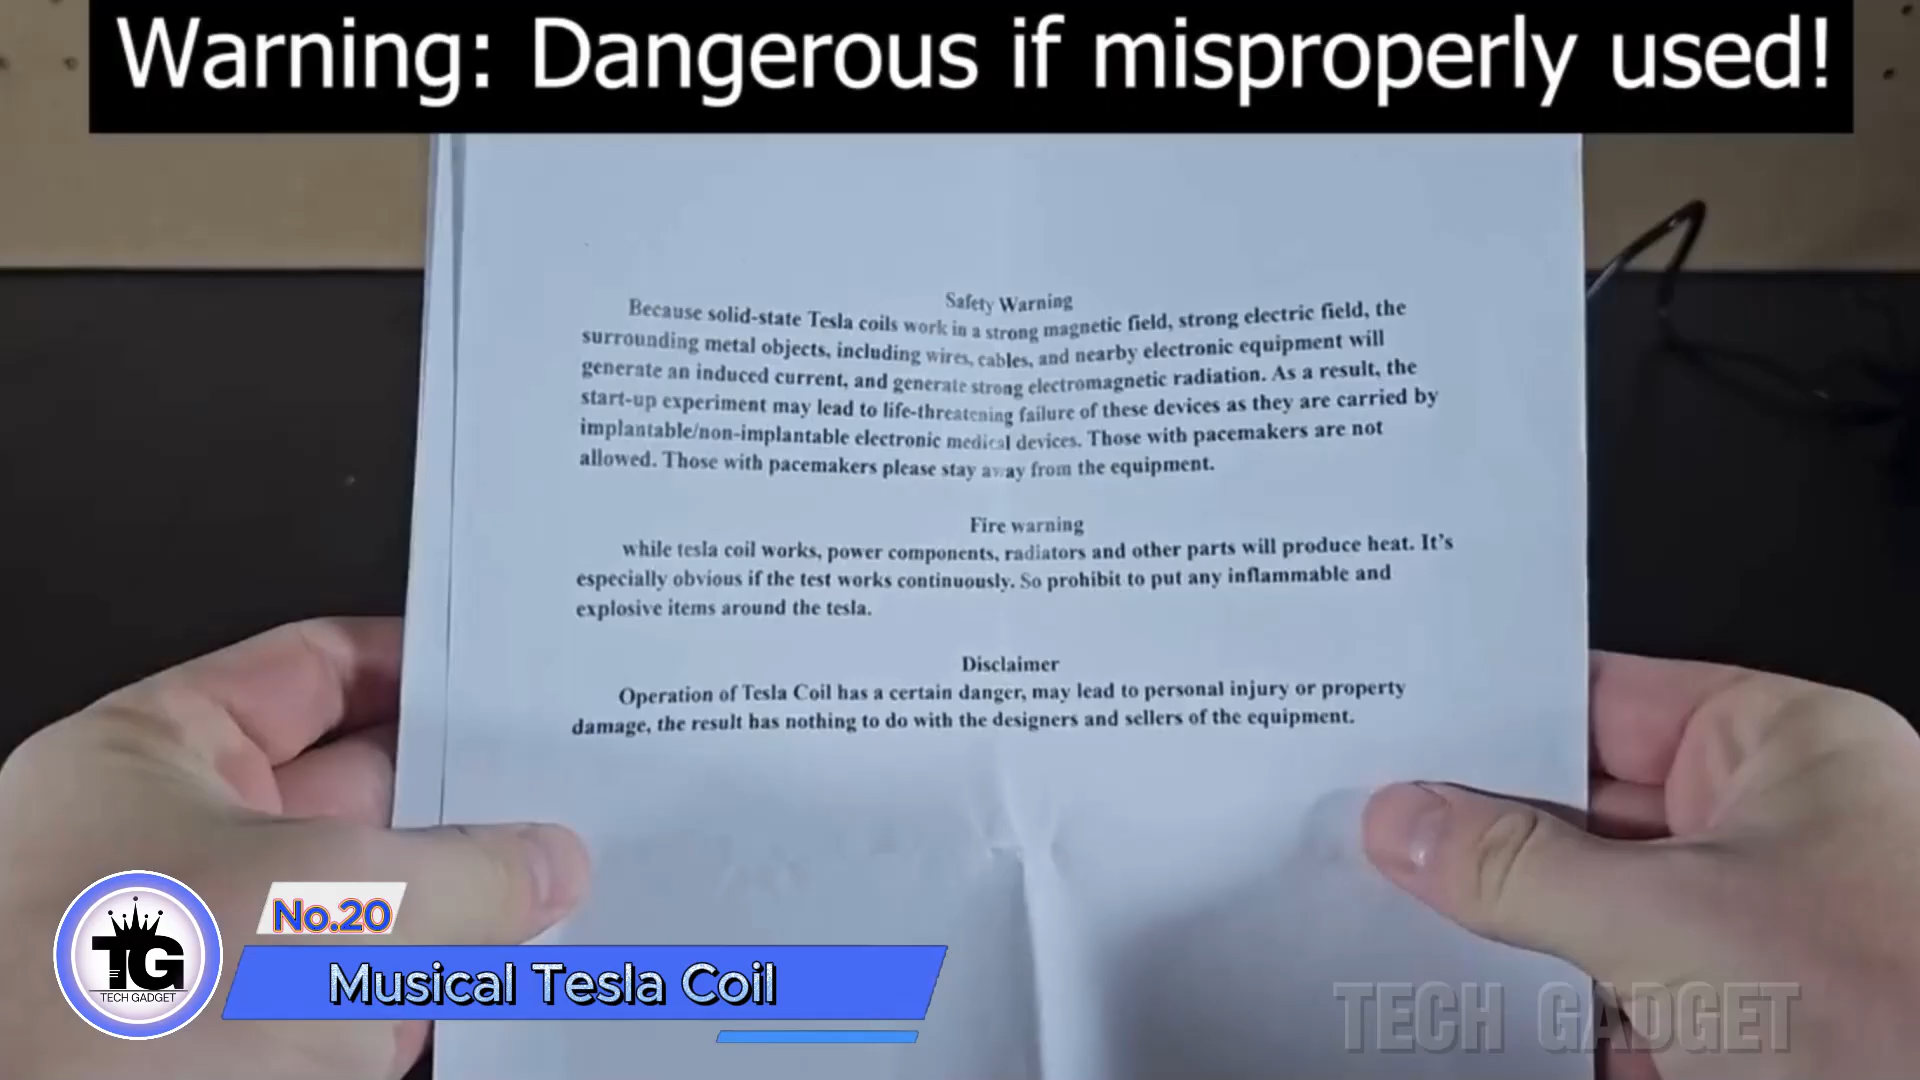 Warning: Dangerous if misproperly used!
Safety Warning
Because solid-state Tesla coils work in a strong magnetic field, strong electric field, the
surrounding metal objects, including wires, cables, and nearby electronic equipment will
generate an induced current, and generate strong electromagnetic radiation. As a result, the
start-up experiment may lead to life-threatening failure of these devices as they are carried by
implantable/non-implantable electronic medical devices. Those with pacemakers are not
allowed. Those with pacemakers please stay away from the equipment.
Fire warning
while tesla coil works, power components, radiators and other parts will produce heat. It's
especially obvious if the test works continuously. So prohibit to put any inflammable and
explosive items around the tesla.
Disclaimer
Operation of Tesla Coil has a certain danger, may lead to personal injury or property
damage, the result has nothing to do with the designers and sellers of the equipment.
No.20
TG
TECH GADGET
Musical Tesla Coil
TECH GADGET